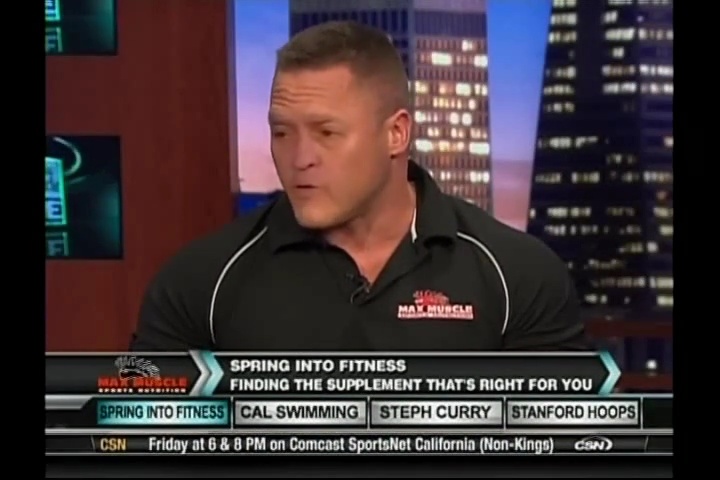 MAX MUSCLE
MAX MUSCLE
SPORTS NUTRITION
SPRING INTO FITNESS
FINDING THE SUPPLEMENT THAT'S RIGHT FOR YOU
SPRING INTO FITNESS
CAL SWIMMING
STEPH CURRY
STANFORD HOOPS
CSN
Friday at 6 & 8 PM on Comcast SportsNet California (Non-Kings)
CSN